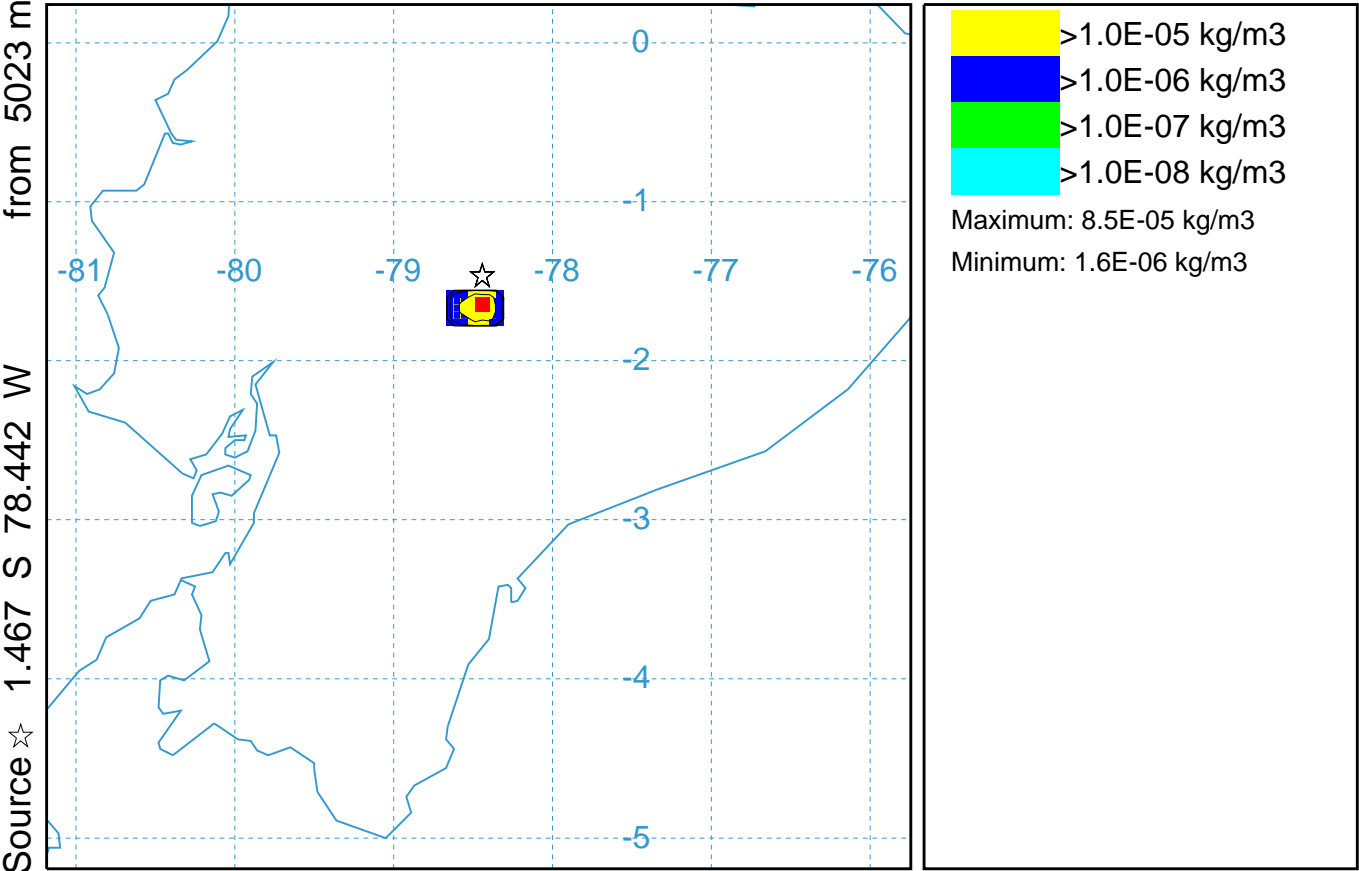 Source ☆ 1.467 S 78.442 W from 5023 m
0
-1
-81 -80 -79 -78 -77 -76
-2
-3
-4
-5
>1.0E-05 kg/m3
>1.0E-06 kg/m3
>1.0E-07 kg/m3
>1.0E-08 kg/m3
Maximum: 8.5E-05 kg/m3
Minimum: 1.6E-06 kg/m3